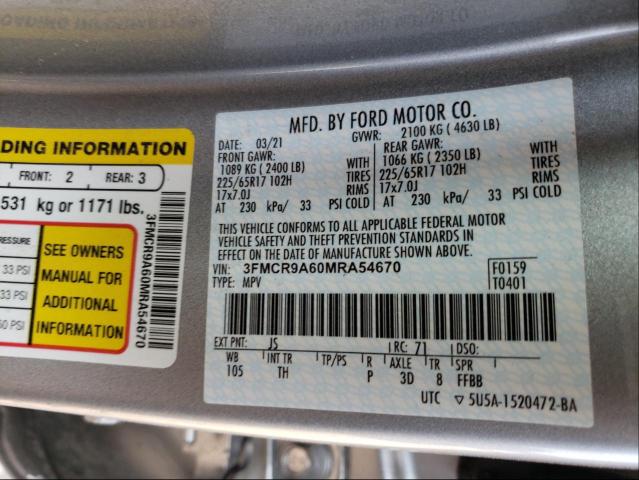 DING INFORMATION
FRONT: 2 REAR: 3
531 kg or 1171 lbs.
RESSURE
33 PSI
33 PSI
60 PSI
SEE OWNERS
MANUAL FOR
ADDITIONAL
INFORMATION
3FMCR9A60MRA54670
MFD. BY FORD MOTOR CO.
DATE: 03/21 GVWR: 2100 KG ( 4630 LB)
FRONT GAWR: REAR GAWR:
1089 KG ( 2400 LB) WITH 1066 KG ( 2350 LB) WITH
225/65R17 102H TIRES 225/65R17 102H TIRES
17x7.0J RIMS 17x7.0J RIMS
AT 230 kPa/ 33 PSI COLD AT 230 kPa/ 33 PSI COLD
THIS VEHICLE CONFORMS TO ALL APPLICABLE FEDERAL MOTOR
VEHICLE SAFETY AND THEFT PREVENTION STANDARDS IN
EFFECT ON THE DATE OF MANUFACTURE SHOWN ABOVE.
VIN: 3FMCR9A60MRA54670 F0159
TYPE: MPV T0401
EXT PNT: JS RC: 71 DSO:
WB INT TR TP/PS R AXLE TR SPR
105 TH P 3D 8 FFBB
UTC ▽ 5U5A-1520472-BA